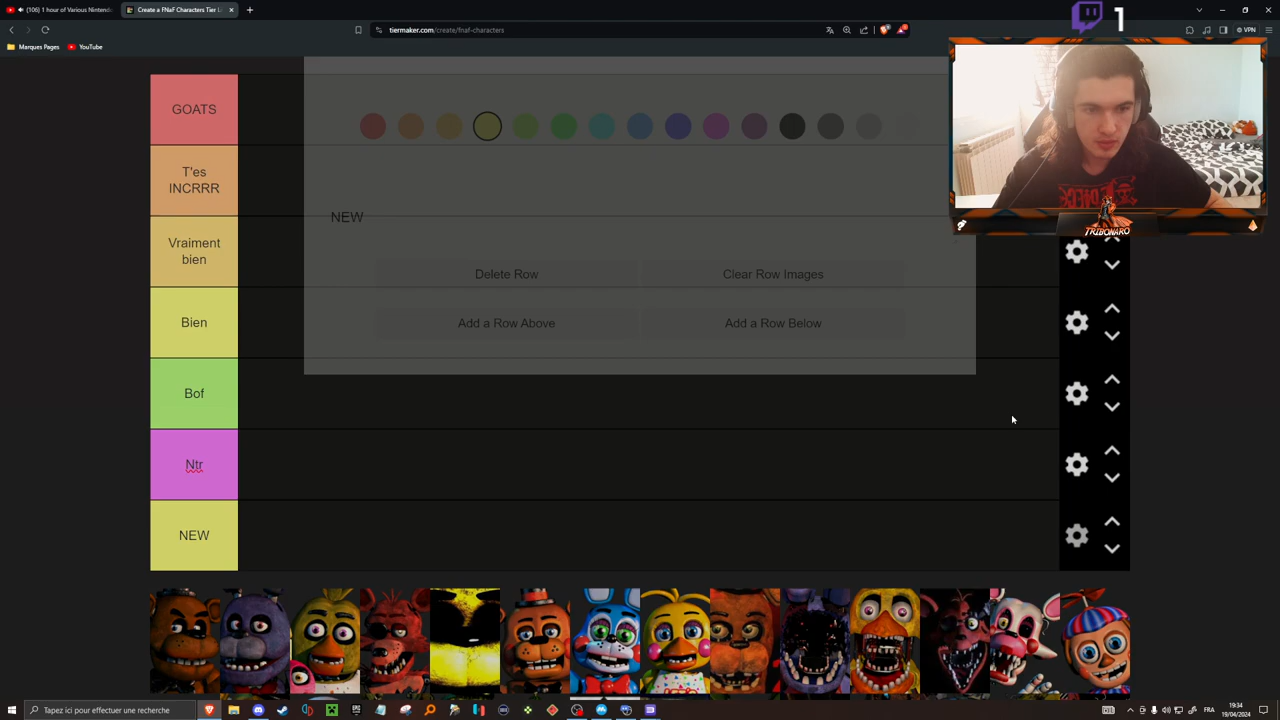 (106) 1 hour of Various Nintendo
Create a FNaF Characters Tier L
1
tiermaker.com/create/fnaf-characters
VPN
Marques Pages
YouTube
GOATS
T'es
INCRRR
NEW
Vraiment
bien
Delete Row
Clear Row Images
Bien
Add a Row Above
Add a Row Below
Bof
Ntr
NEW
TRIBONARO
Tapez ici pour effectuer une recherche
FRA
19:34
19/04/2024